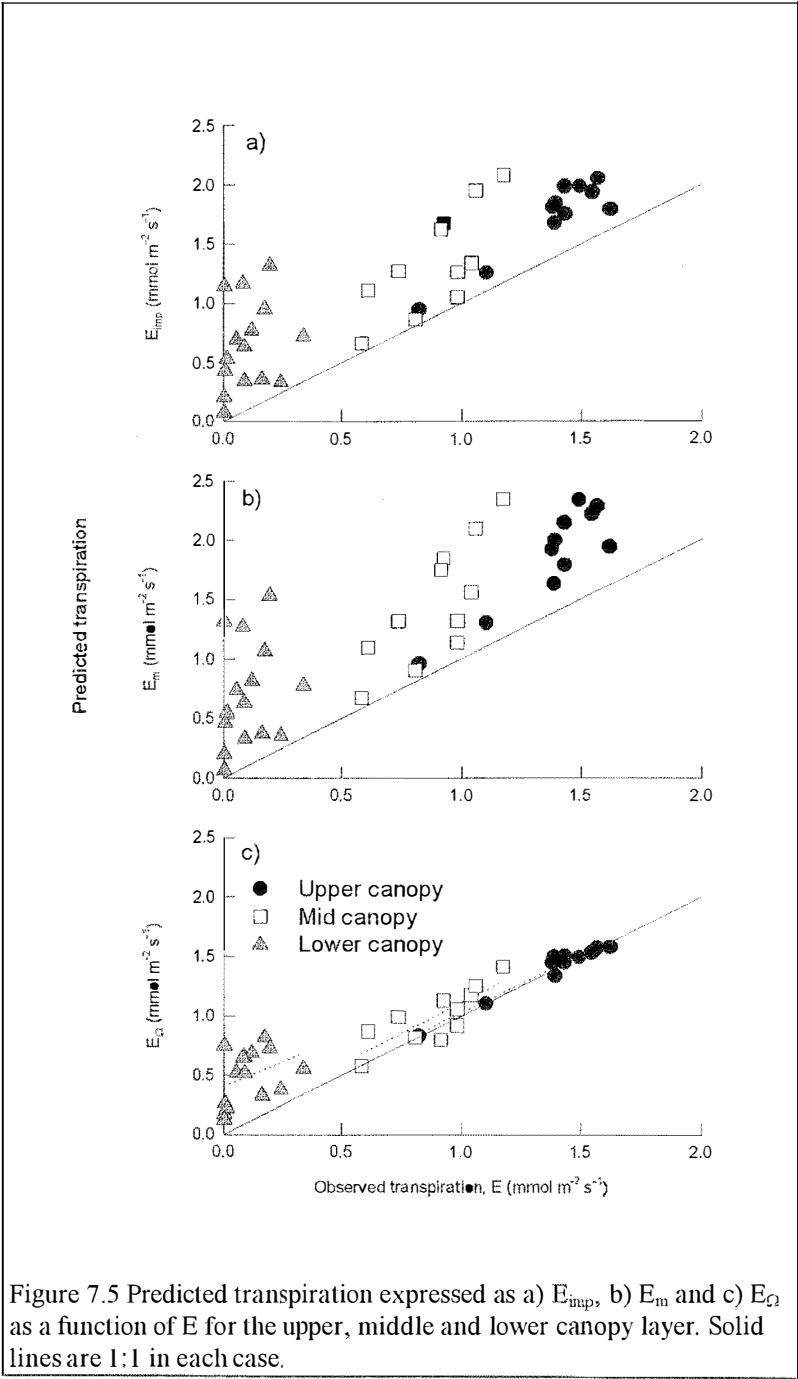 2.5
a)
2.0
1.5
1.0
0.5
0.0
E_imp (mmol m⁻² s⁻¹)
0.0 0.5 1.0 1.5 2.0
2.5
b)
2.0
1.5
1.0
0.5
0.0
E_m (mmol m⁻² s⁻¹)
0.0 0.5 1.0 1.5 2.0
Predicted transpiration
2.5
c)
2.0
1.5
1.0
0.5
0.0
Upper canopy
Mid canopy
Lower canopy
E_Ω (mmol m⁻² s⁻¹)
0.0 0.5 1.0 1.5 2.0
Observed transpiration, E (mmol m⁻² s⁻¹)
Figure 7.5 Predicted transpiration expressed as a) E_imp, b) E_m and c) E_Ω
as a function of E for the upper, middle and lower canopy layer. Solid
lines are 1:1 in each case.